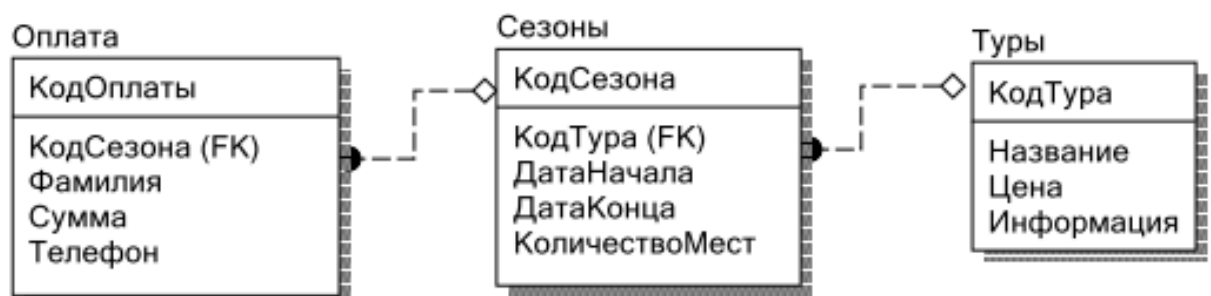 Оплата
КодОплаты
КодСезона (FK)
Фамилия
Сумма
Телефон
Сезоны
КодСезона
КодТура (FK)
ДатаНачала
ДатаКонца
КоличествоМест
Туры
КодТура
Название
Цена
Информация